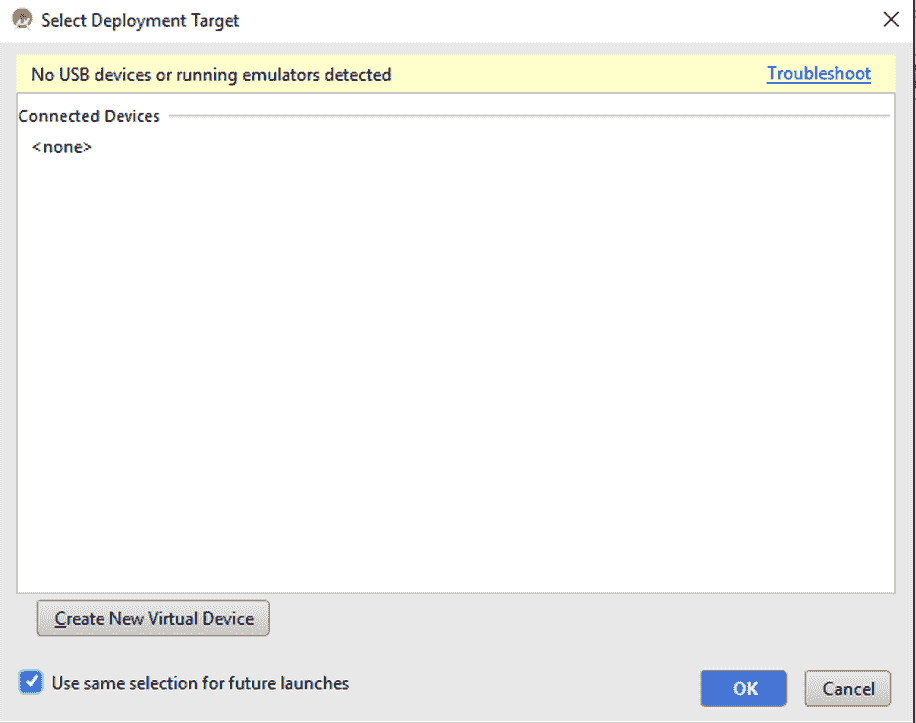 Select Deployment Target
No USB devices or running emulators detected Troubleshoot
Connected Devices
<none>
Create New Virtual Device
Use same selection for future launches
OK Cancel